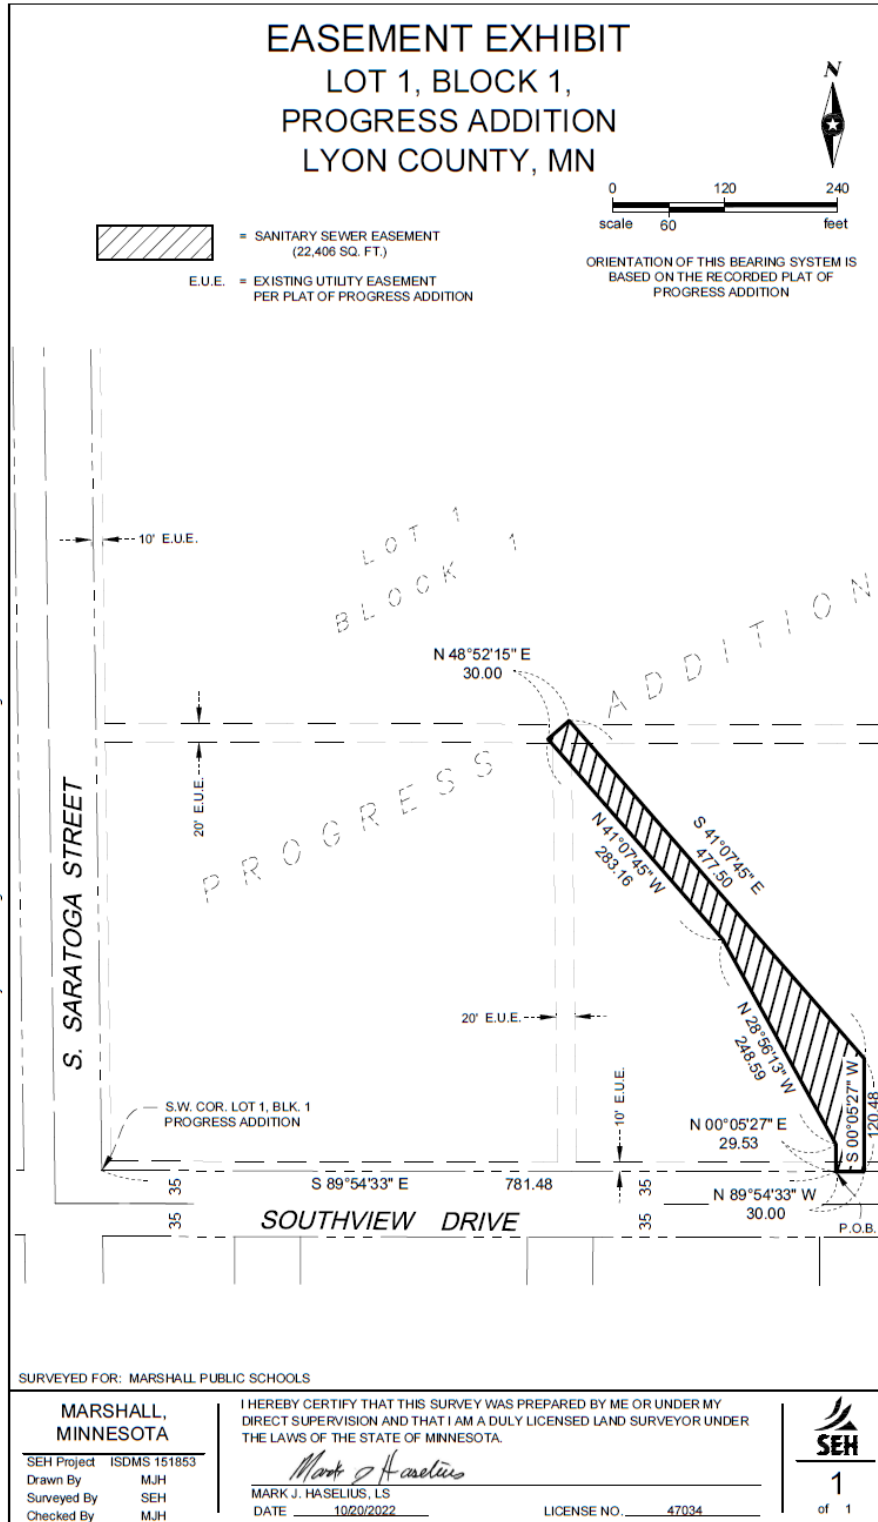 EASEMENT EXHIBIT
LOT 1, BLOCK 1,
PROGRESS ADDITION
LYON COUNTY, MN
N
0 120 240
scale 60 feet
= SANITARY SEWER EASEMENT
(22,406 SQ. FT.)
E.U.E. = EXISTING UTILITY EASEMENT
PER PLAT OF PROGRESS ADDITION
ORIENTATION OF THIS BEARING SYSTEM IS
BASED ON THE RECORDED PLAT OF
PROGRESS ADDITION
10' E.U.E.
LOT 1
BLOCK 1
PROGRESS ADDITION
N 48°52'15" E
30.00
20' E.U.E.
S. SARATOGA STREET
N 41°07'45" W
283.16
S 41°07'45" E
477.50
20' E.U.E.
N 28°56'13" W
248.59
10' E.U.E.
S.W. COR. LOT 1, BLK. 1
PROGRESS ADDITION
N 00°05'27" E
29.53
S 00°05'27" W
120.48
35
S 89°54'33" E 781.48
35
N 89°54'33" W
30.00
35
SOUTHVIEW DRIVE
35
P.O.B.
SURVEYED FOR: MARSHALL PUBLIC SCHOOLS
MARSHALL,
MINNESOTA
SEH Project ISDMS 151853
Drawn By MJH
Surveyed By SEH
Checked By MJH
I HEREBY CERTIFY THAT THIS SURVEY WAS PREPARED BY ME OR UNDER MY
DIRECT SUPERVISION AND THAT I AM A DULY LICENSED LAND SURVEYOR UNDER
THE LAWS OF THE STATE OF MINNESOTA.
Mark J Haselius
MARK J. HASELIUS, LS
DATE 10/20/2022 LICENSE NO. 47034
SEH
1
of 1